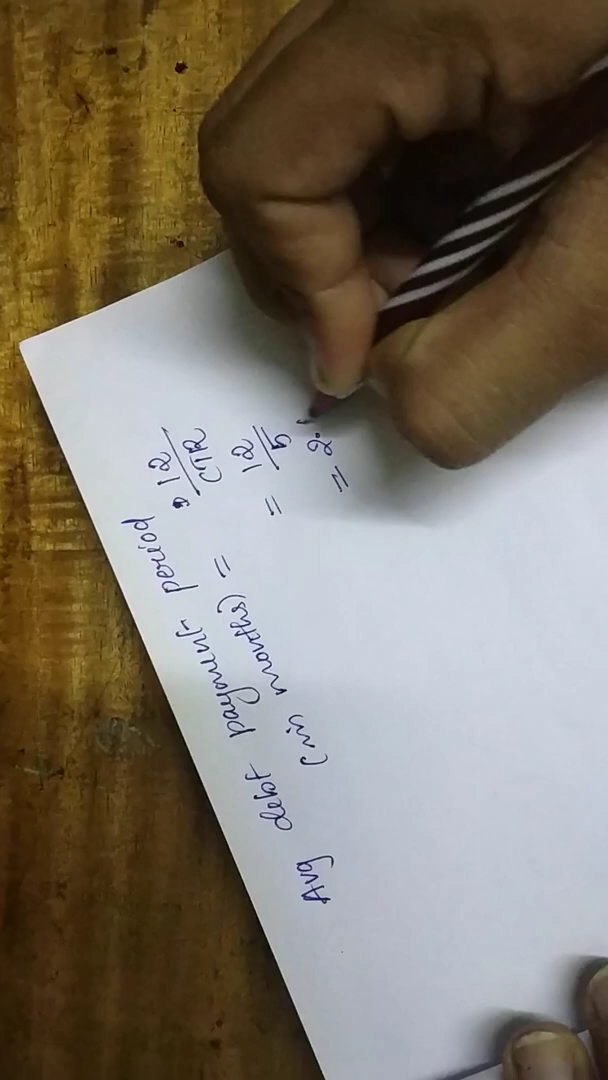 Avg debt payment period
(in months) = 12/CTR
= 12/5
= 2.